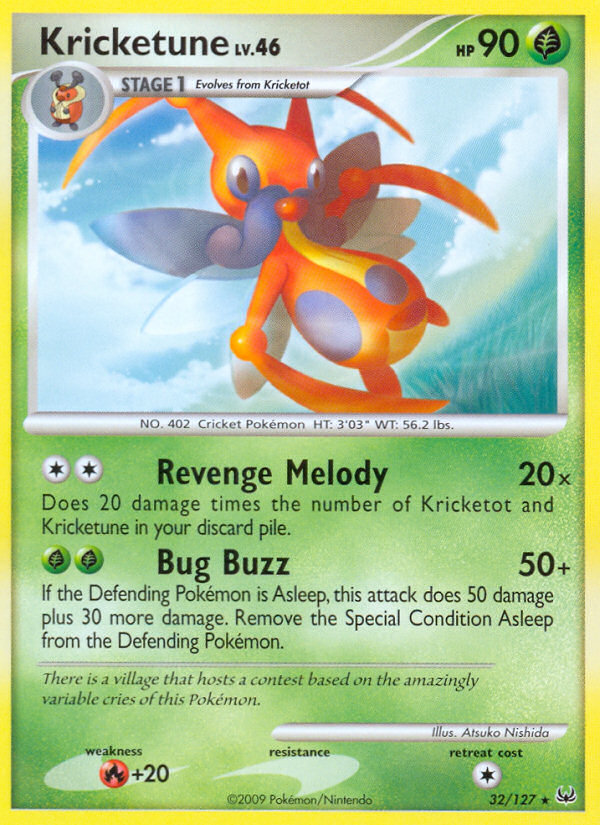 Kricketune LV.46 HP 90
STAGE 1 Evolves from Kricketot
NO. 402 Cricket Pokémon HT: 3'03" WT: 56.2 lbs.
Revenge Melody 20x
Does 20 damage times the number of Kricketot and
Kricketune in your discard pile.
Bug Buzz 50+
If the Defending Pokémon is Asleep, this attack does 50 damage
plus 30 more damage. Remove the Special Condition Asleep
from the Defending Pokémon.
There is a village that hosts a contest based on the amazingly
variable cries of this Pokémon.
Illus. Atsuko Nishida
weakness resistance retreat cost
+20
©2009 Pokémon/Nintendo 32/127 ★